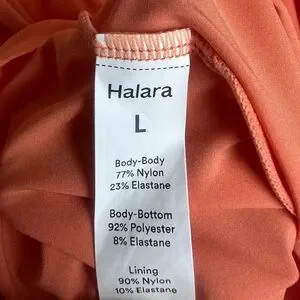 Halara
L
Body-Body
77% Nylon
23% Elastane
Body-Bottom
92% Polyester
8% Elastane
Lining
90% Nylon
10% Elastane